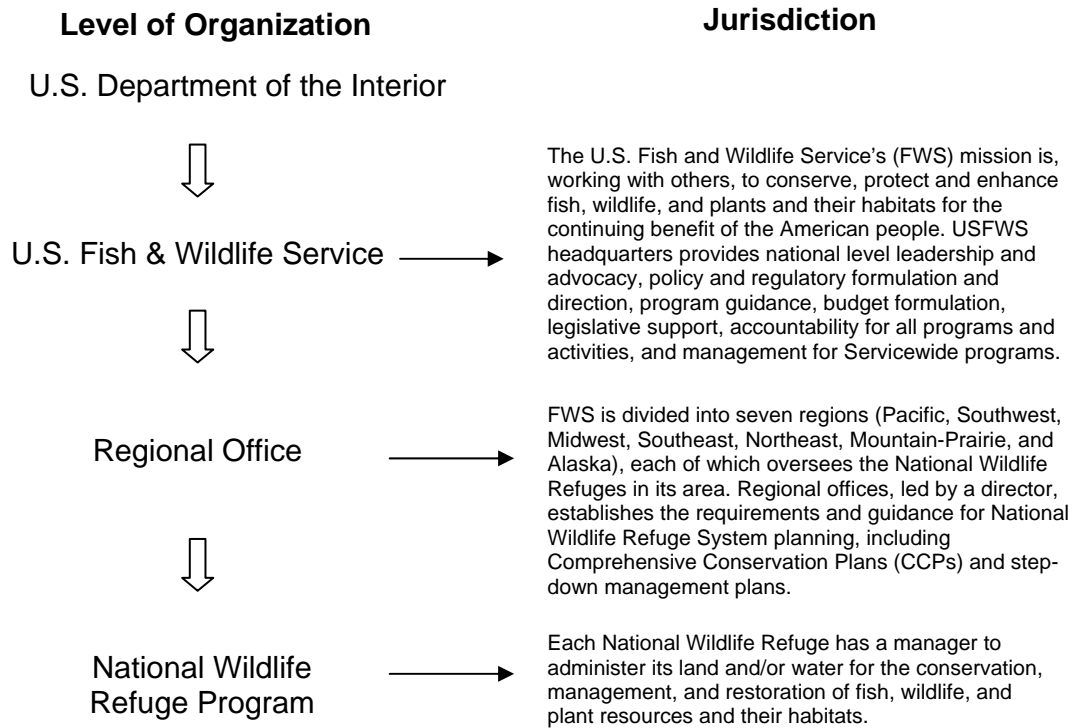 Level of Organization
Jurisdiction
U.S. Department of the Interior
U.S. Fish & Wildlife Service
The U.S. Fish and Wildlife Service's (FWS) mission is,
working with others, to conserve, protect and enhance
fish, wildlife, and plants and their habitats for the
continuing benefit of the American people. USFWS
headquarters provides national level leadership and
advocacy, policy and regulatory formulation and
direction, program guidance, budget formulation,
legislative support, accountability for all programs and
activities, and management for Servicewide programs.
Regional Office
FWS is divided into seven regions (Pacific, Southwest,
Midwest, Southeast, Northeast, Mountain-Prairie, and
Alaska), each of which oversees the National Wildlife
Refuges in its area. Regional offices, led by a director,
establishes the requirements and guidance for National
Wildlife Refuge System planning, including
Comprehensive Conservation Plans (CCPs) and step-
down management plans.
National Wildlife
Refuge Program
Each National Wildlife Refuge has a manager to
administer its land and/or water for the conservation,
management, and restoration of fish, wildlife, and
plant resources and their habitats.